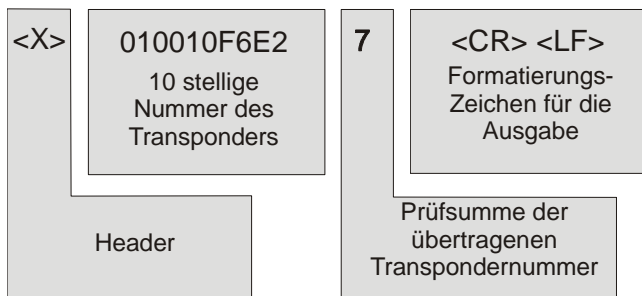 <X>
010010F6E2
10 stellige
Nummer des
Transponders
Header
7
<CR> <LF>
Formatierungs-
Zeichen für die
Ausgabe
Prüfsumme der
übertragenen
Transpondernummer